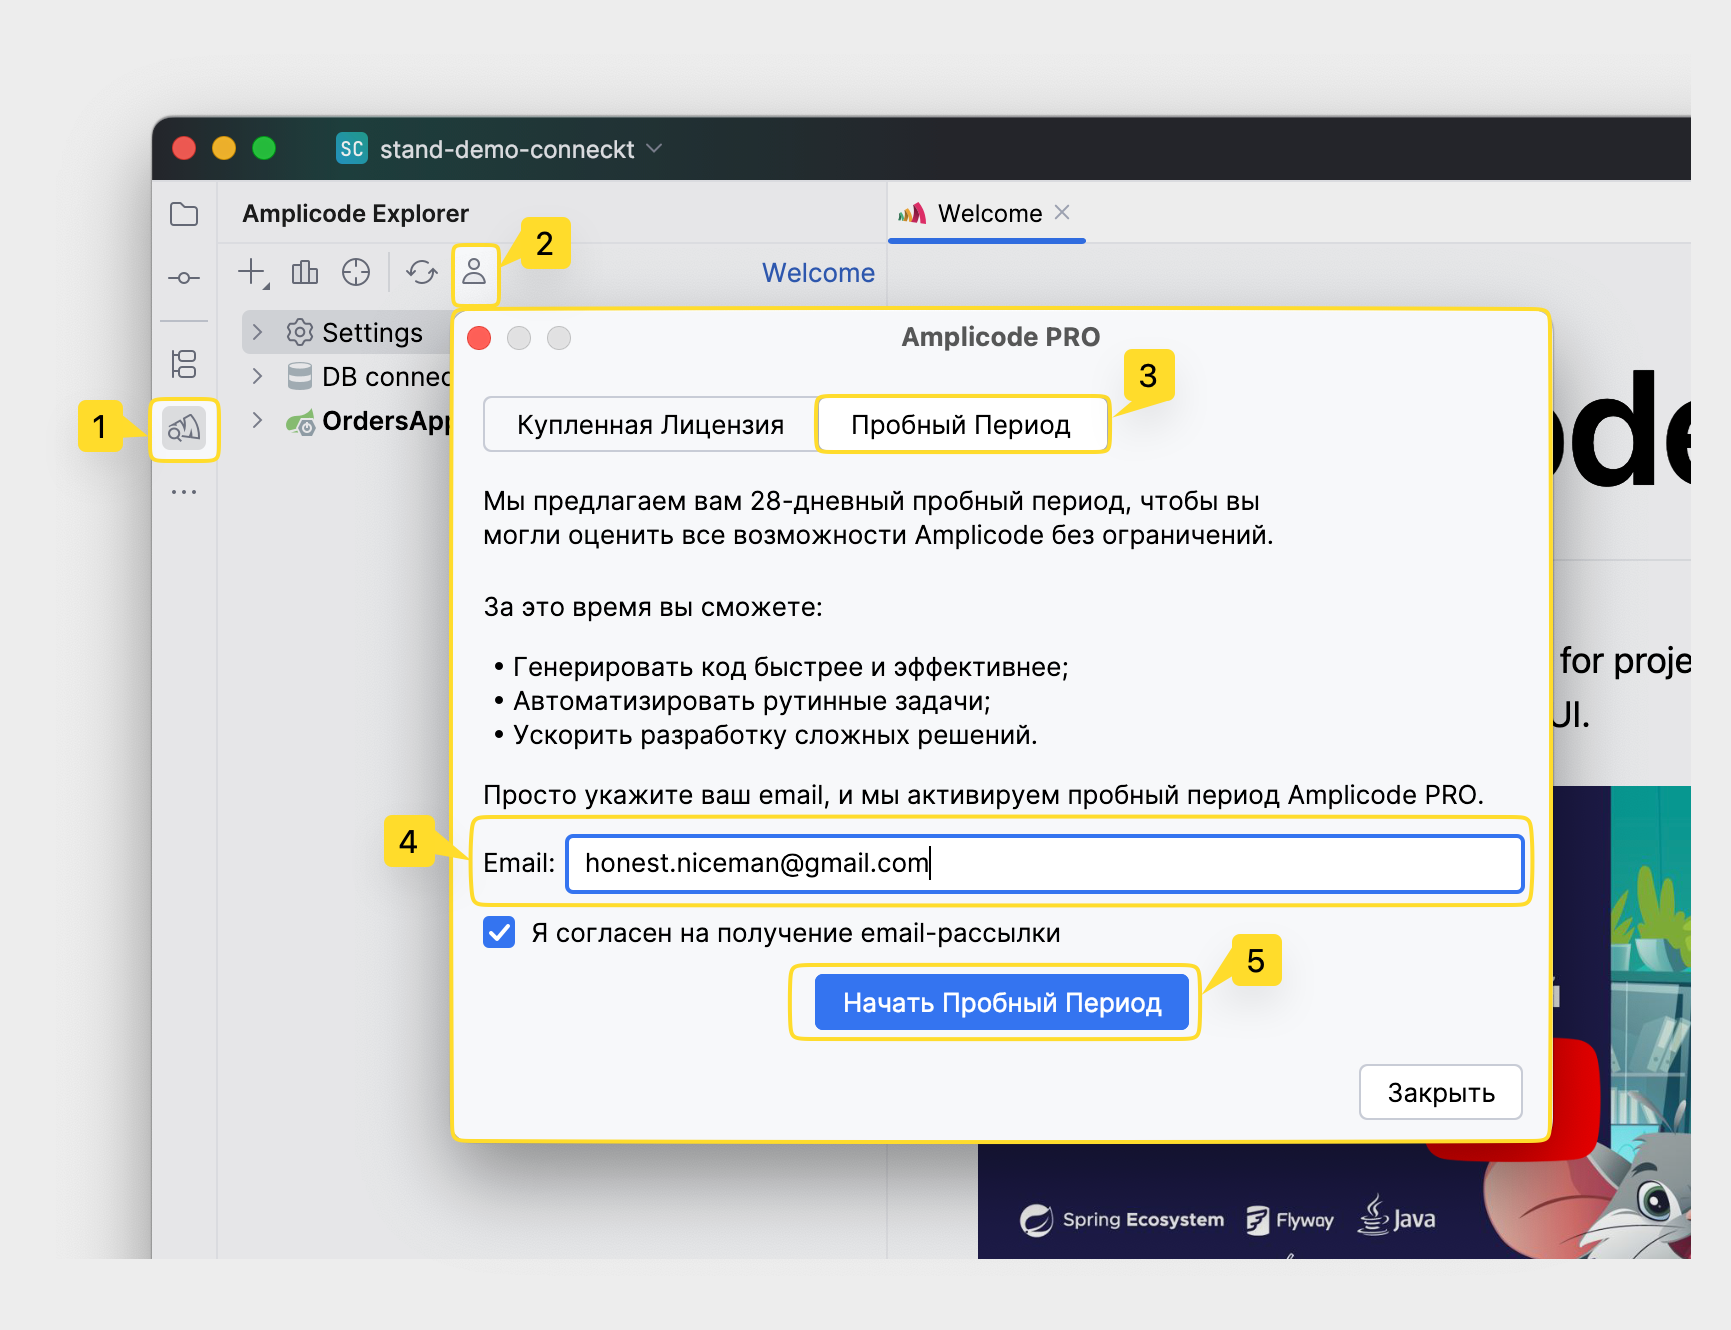 SC stand-demo-conneckt
Amplicode Explorer
Welcome
2
Welcome
Settings
DB connec
OrdersApp
1
Amplicode PRO
3
Купленная Лицензия
Пробный Период
Мы предлагаем вам 28-дневный пробный период, чтобы вы
могли оценить все возможности Amplicode без ограничений.
За это время вы сможете:
• Генерировать код быстрее и эффективнее;
• Автоматизировать рутинные задачи;
• Ускорить разработку сложных решений.
Просто укажите ваш email, и мы активируем пробный период Amplicode PRO.
4
Email: honest.niceman@gmail.com
Я согласен на получение email-рассылки
5
Начать Пробный Период
Закрыть
ode
for proje
UI.
Spring Ecosystem
Flyway
Java